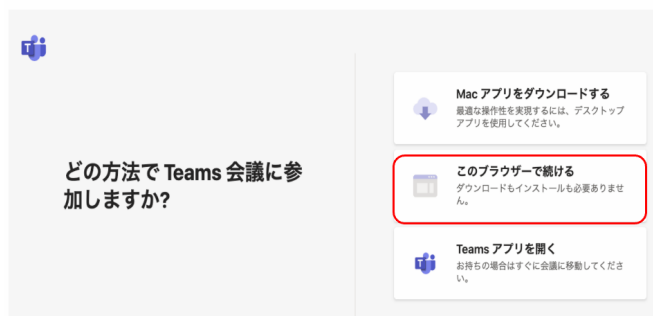 どの方法で Teams 会議に参
加しますか?
Mac アプリをダウンロードする
最適な操作性を実現するには、デスクトップ
アプリを使用してください。
このブラウザーで続ける
ダウンロードもインストールも必要ありませ
ん。
Teams アプリを開く
お持ちの場合はすぐに会議に移動してくださ
い。